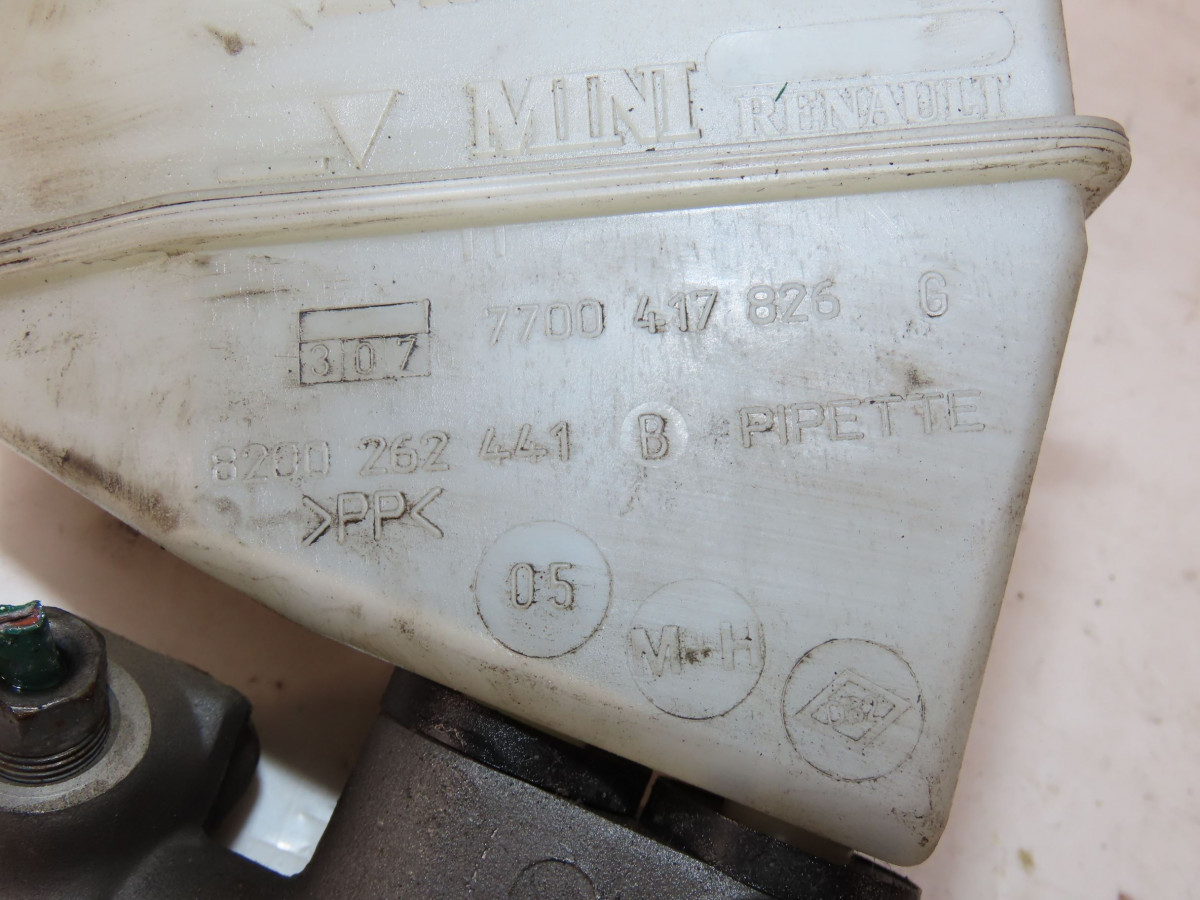 MINI RENAULT
7700 417 826 G
307
8200 262 441 B PIPETTE
>PP<
05
M H